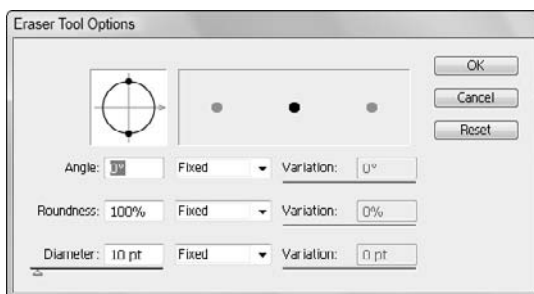 Eraser Tool Options
OK
Cancel
Reset
Angle: 0° Fixed Variation: 0°
Roundness: 100% Fixed Variation: 0%
Diameter: 10 pt Fixed Variation: 0 pt